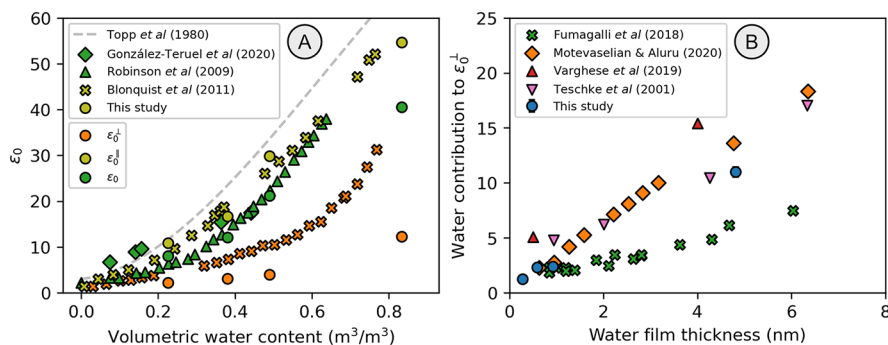 A
Topp et al (1980)
González-Teruel et al (2020)
Robinson et al (2009)
Blonquist et al (2011)
This study
ε₀⊥
ε₀∥
ε₀
ε₀
60
50
40
30
20
10
0
0.0 0.2 0.4 0.6 0.8
Volumetric water content (m³/m³)
B
Fumagalli et al (2018)
Motevaselian & Aluru (2020)
Varghese et al (2019)
Teschke et al (2001)
This study
Water contribution to ε₀⊥
25
20
15
10
5
0
0 2 4 6 8
Water film thickness (nm)